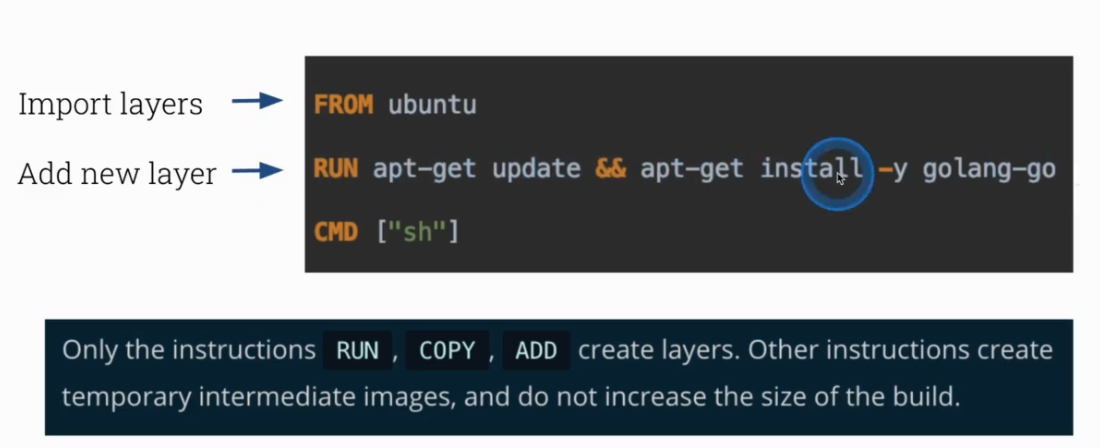 Import layers
FROM ubuntu
Add new layer
RUN apt-get update && apt-get install -y golang-go
CMD ["sh"]
Only the instructions RUN, COPY, ADD create layers. Other instructions create
temporary intermediate images, and do not increase the size of the build.